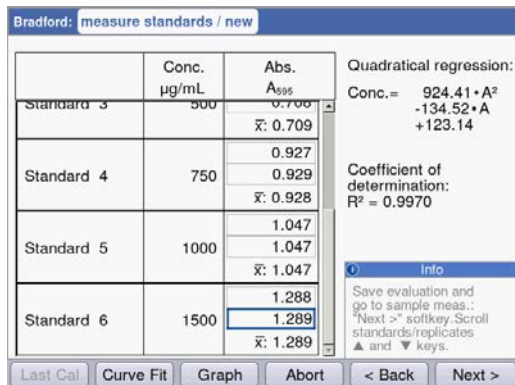 Bradford: measure standards / new
Conc. Abs.
µg/mL A595
Standard 3 500 0.708
x̄: 0.709
0.927
Standard 4 750 0.929
x̄: 0.928
1.047
Standard 5 1000 1.047
x̄: 1.047
1.288
Standard 6 1500 1.289
x̄: 1.289
Quadratical regression:
Conc.= 924.41•A²
-134.52•A
+123.14
Coefficient of
determination:
R² = 0.9970
Info
Save evaluation and
go to sample meas.:
"Next >" softkey.Scroll
standards/replicates
▲ and ▼ keys.
Last Cal Curve Fit Graph Abort < Back Next >